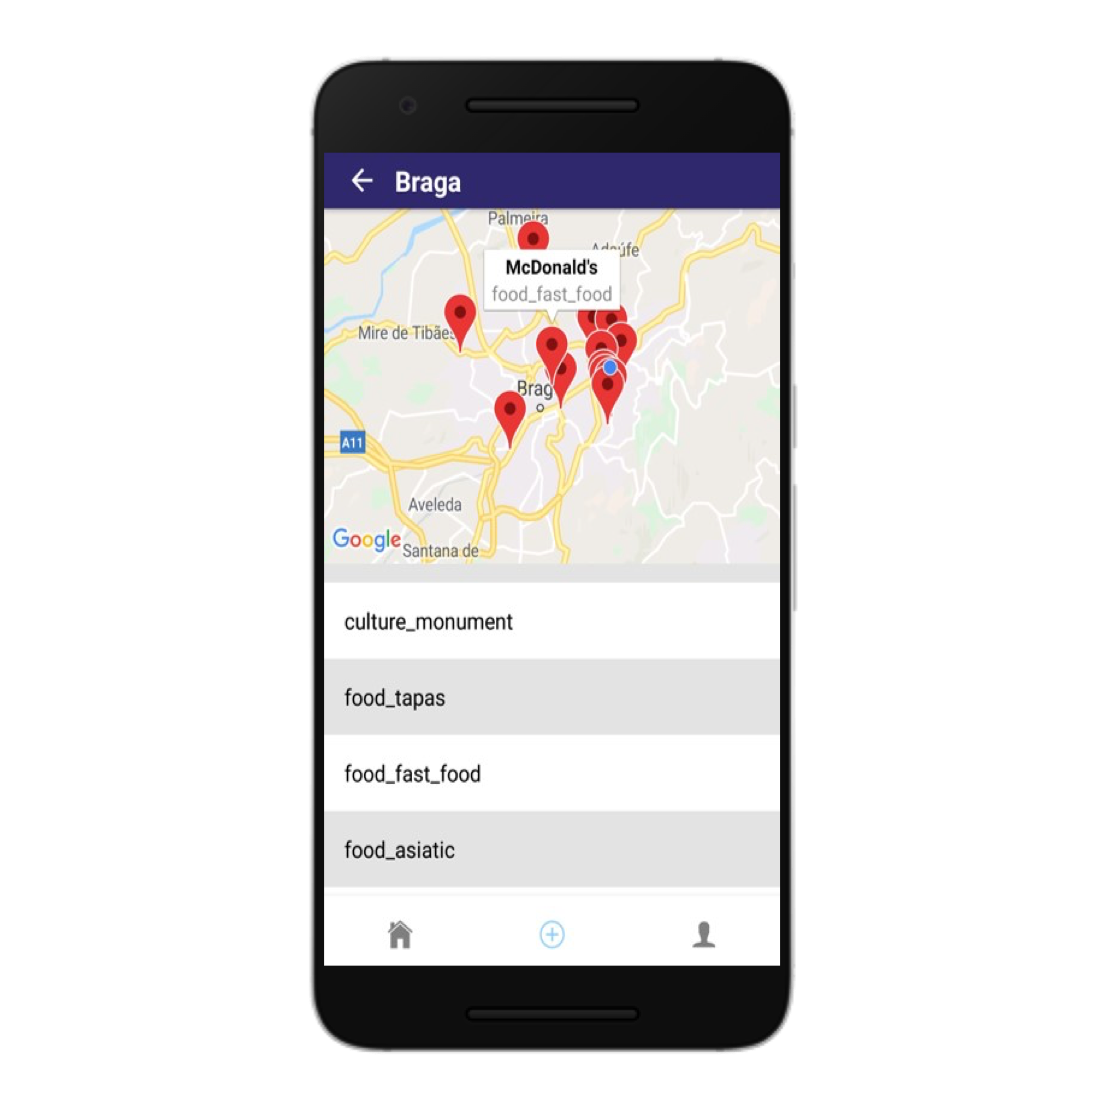 Braga
Palmeira
Adaúfe
McDonald's
food_fast_food
Mire de Tibães
Brag
A11
Aveleda
Google
Santana de
culture_monument
food_tapas
food_fast_food
food_asiatic